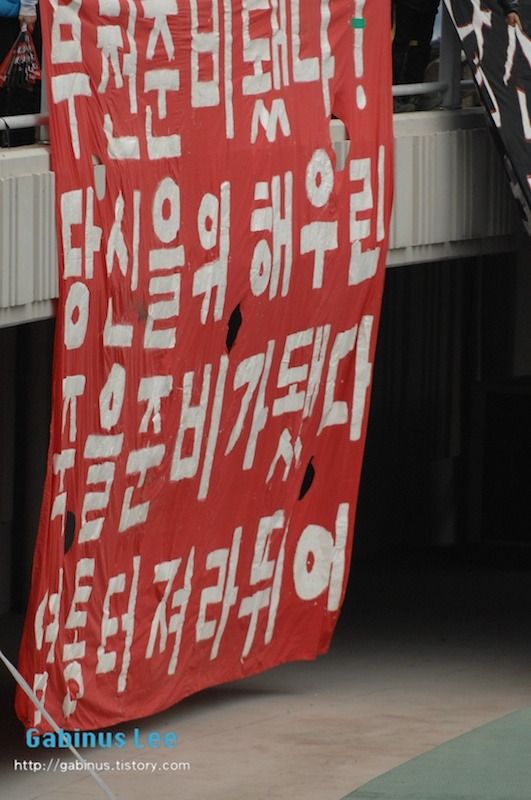 부천준비됐나!
당신을위해우린
죽을준비가됐다
염통터져라뛰어
Gabinus Lee
http://gabinus.tistory.com